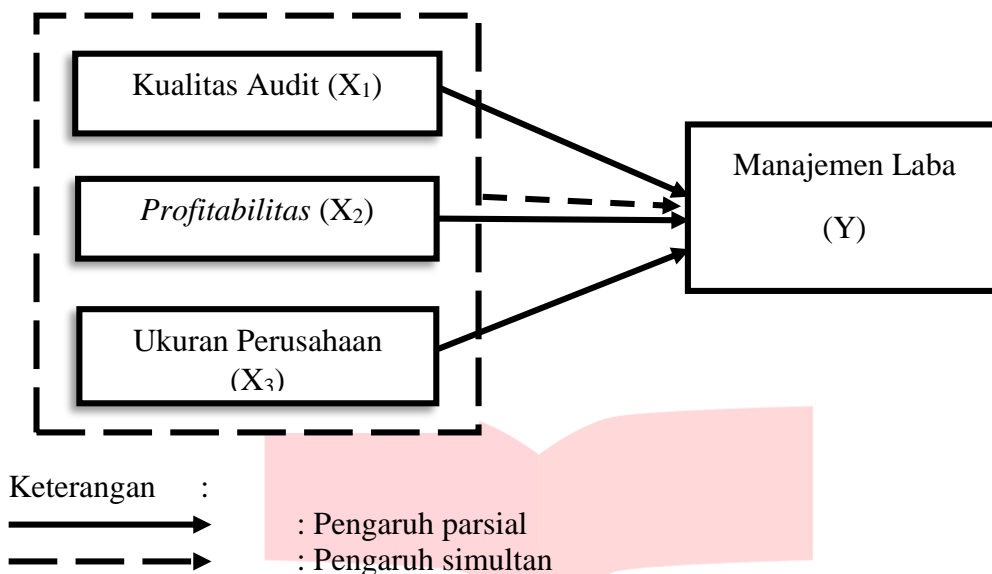 Kualitas Audit (X₁)
Profitabilitas (X₂)
Ukuran Perusahaan
(X₃)
Manajemen Laba
(Y)
Keterangan :
: Pengaruh parsial
: Pengaruh simultan